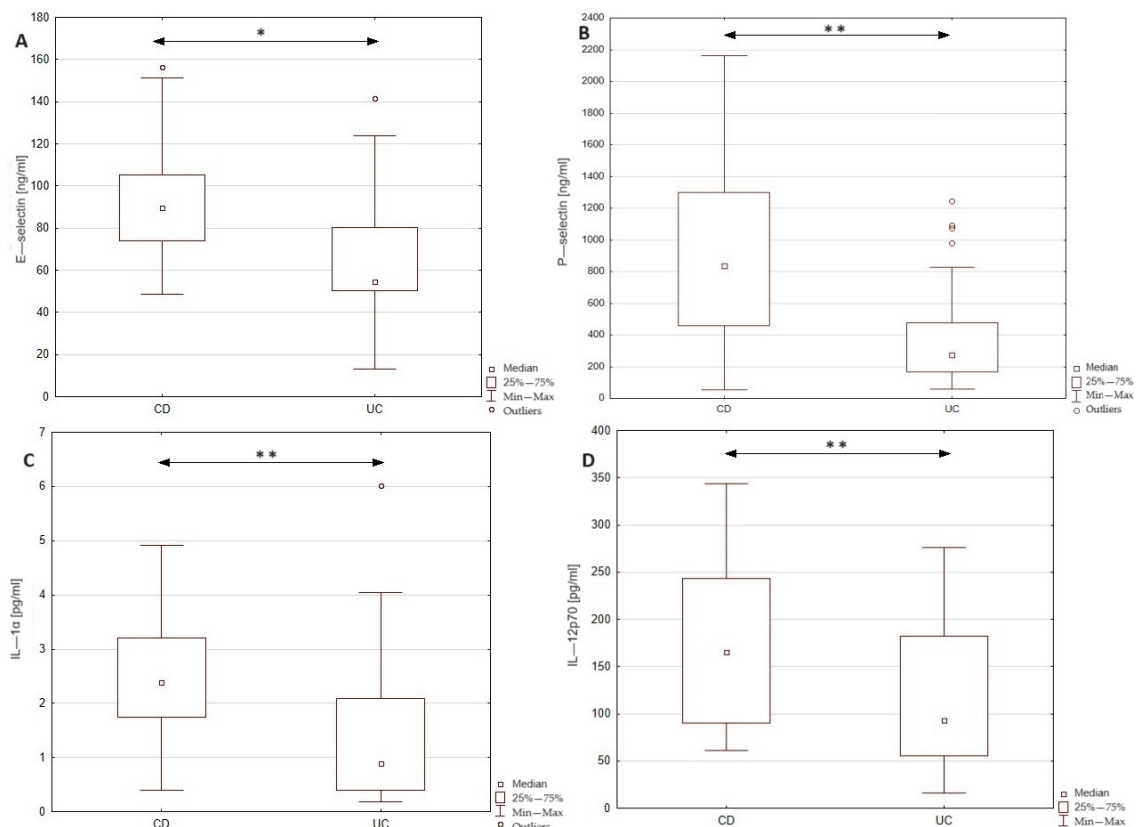 A
*
E—selectin [ng/ml]
180
160
140
120
100
80
60
40
20
0
CD
UC
Median
25%—75%
Min—Max
Outliers
B
**
P—selectin [ng/ml]
2400
2200
2000
1800
1600
1400
1200
1000
800
600
400
200
0
CD
UC
Median
25%—75%
Min—Max
Outliers
C
**
IL—1α [pg/ml]
7
6
5
4
3
2
1
0
CD
UC
Median
25%—75%
Min—Max
Outliers
D
**
IL—12p70 [pg/ml]
400
350
300
250
200
150
100
50
0
CD
UC
Median
25%—75%
Min—Max